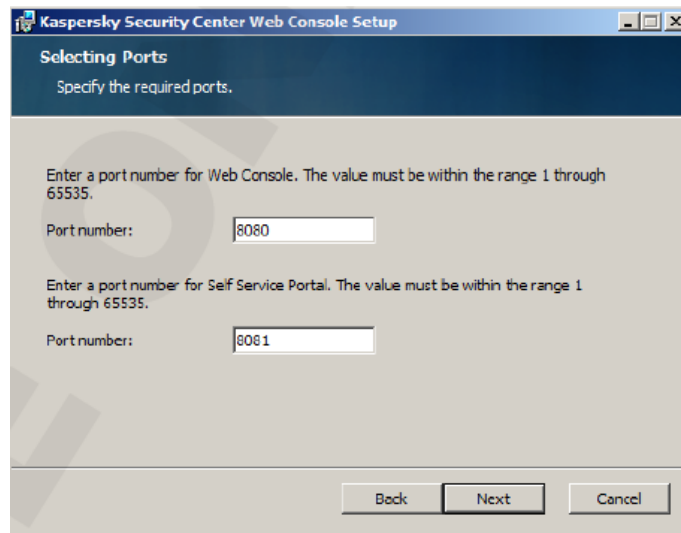 Kaspersky Security Center Web Console Setup
Selecting Ports
Specify the required ports.
Enter a port number for Web Console. The value must be within the range 1 through
65535.
Port number:
8080
Enter a port number for Self Service Portal. The value must be within the range 1
through 65535.
Port number:
8081
Back
Next
Cancel